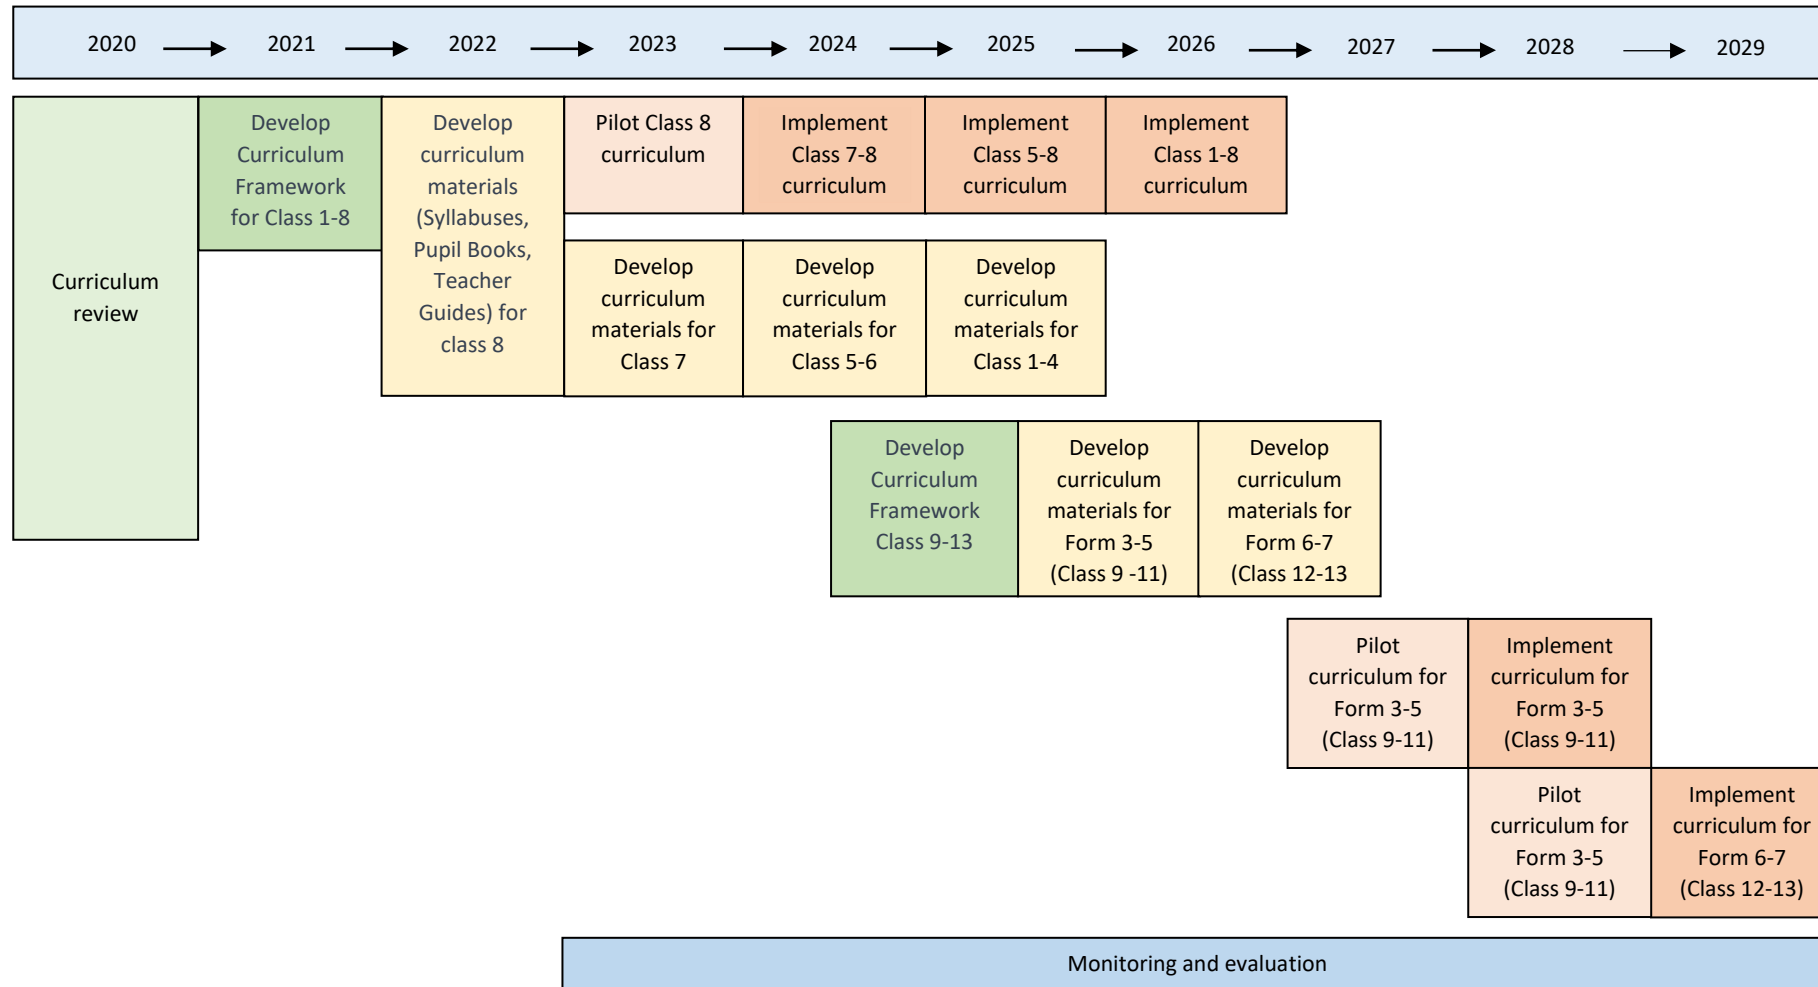 2020 2021 2022 2023 2024 2025 2026 2027 2028 2029
Curriculum
review
Develop
Curriculum
Framework
for Class 1-8
Develop
curriculum
materials
(Syllabuses,
Pupil Books,
Teacher
Guides) for
class 8
Pilot Class 8
curriculum
Implement
Class 7-8
curriculum
Implement
Class 5-8
curriculum
Implement
Class 1-8
curriculum
Develop
curriculum
materials for
Class 7
Develop
curriculum
materials for
Class 5-6
Develop
curriculum
materials for
Class 1-4
Develop
Curriculum
Framework
Class 9-13
Develop
curriculum
materials for
Form 3-5
(Class 9 -11)
Develop
curriculum
materials for
Form 6-7
(Class 12-13
Pilot
curriculum for
Form 3-5
(Class 9-11)
Implement
curriculum for
Form 3-5
(Class 9-11)
Pilot
curriculum for
Form 3-5
(Class 9-11)
Implement
curriculum for
Form 6-7
(Class 12-13)
Monitoring and evaluation